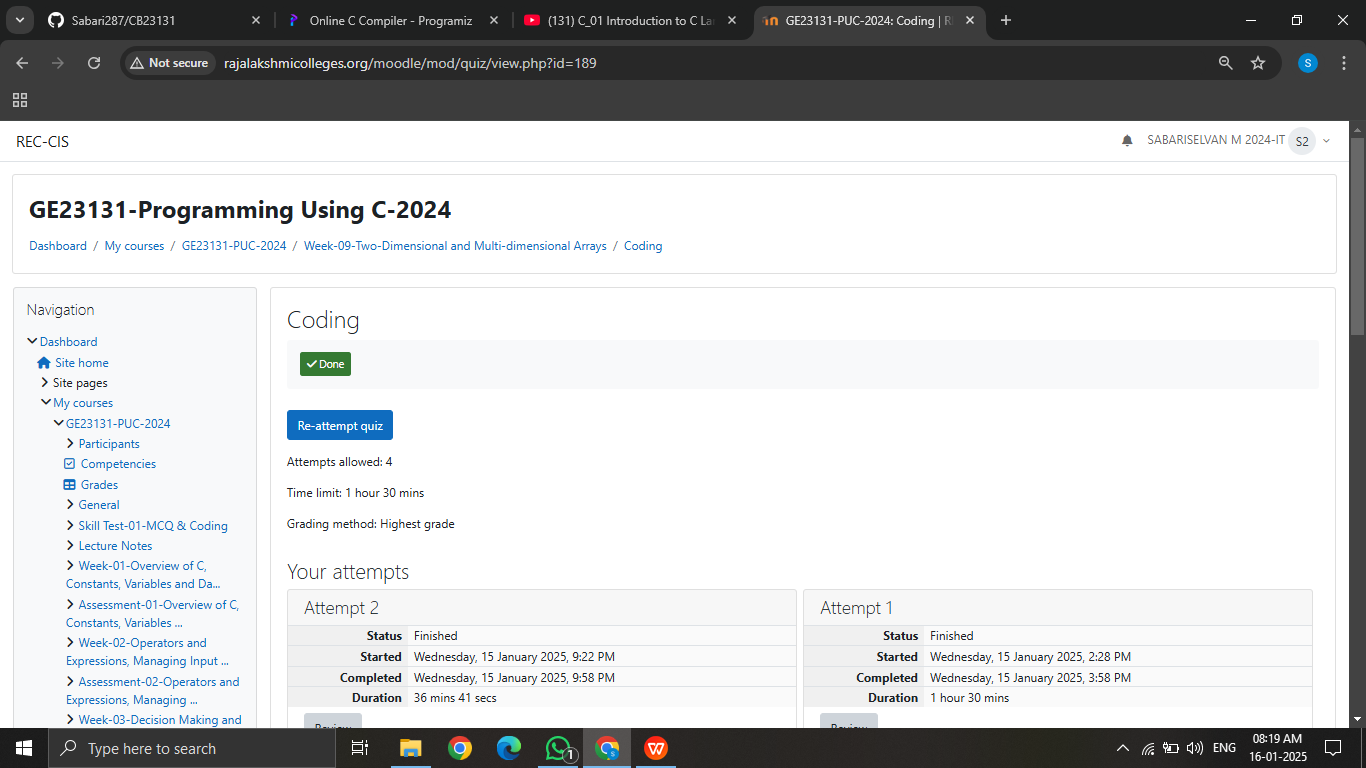 Sabari287/CB23131
Online C Compiler - Programiz
(131) C_01 Introduction to C La
GE23131-PUC-2024: Coding | R
Not secure
rajalakshmicolleges.org/moodle/mod/quiz/view.php?id=189
S
REC-CIS
SABARISELVAN M 2024-IT
S2
GE23131-Programming Using C-2024
Dashboard / My courses / GE23131-PUC-2024 / Week-09-Two-Dimensional and Multi-dimensional Arrays / Coding
Navigation
Dashboard
Site home
Site pages
My courses
GE23131-PUC-2024
Participants
Competencies
Grades
General
Skill Test-01-MCQ & Coding
Lecture Notes
Week-01-Overview of C,
Constants, Variables and Da...
Assessment-01-Overview of C,
Constants, Variables ...
Week-02-Operators and
Expressions, Managing Input ...
Assessment-02-Operators and
Expressions, Managing ...
Week-03-Decision Making and
Coding
Done
Re-attempt quiz
Attempts allowed: 4
Time limit: 1 hour 30 mins
Grading method: Highest grade
Your attempts
Attempt 2
Status Finished
Started Wednesday, 15 January 2025, 9:22 PM
Completed Wednesday, 15 January 2025, 9:58 PM
Duration 36 mins 41 secs
Review
Attempt 1
Status Finished
Started Wednesday, 15 January 2025, 2:28 PM
Completed Wednesday, 15 January 2025, 3:58 PM
Duration 1 hour 30 mins
Review
Type here to search
1
ENG
08:19 AM
16-01-2025